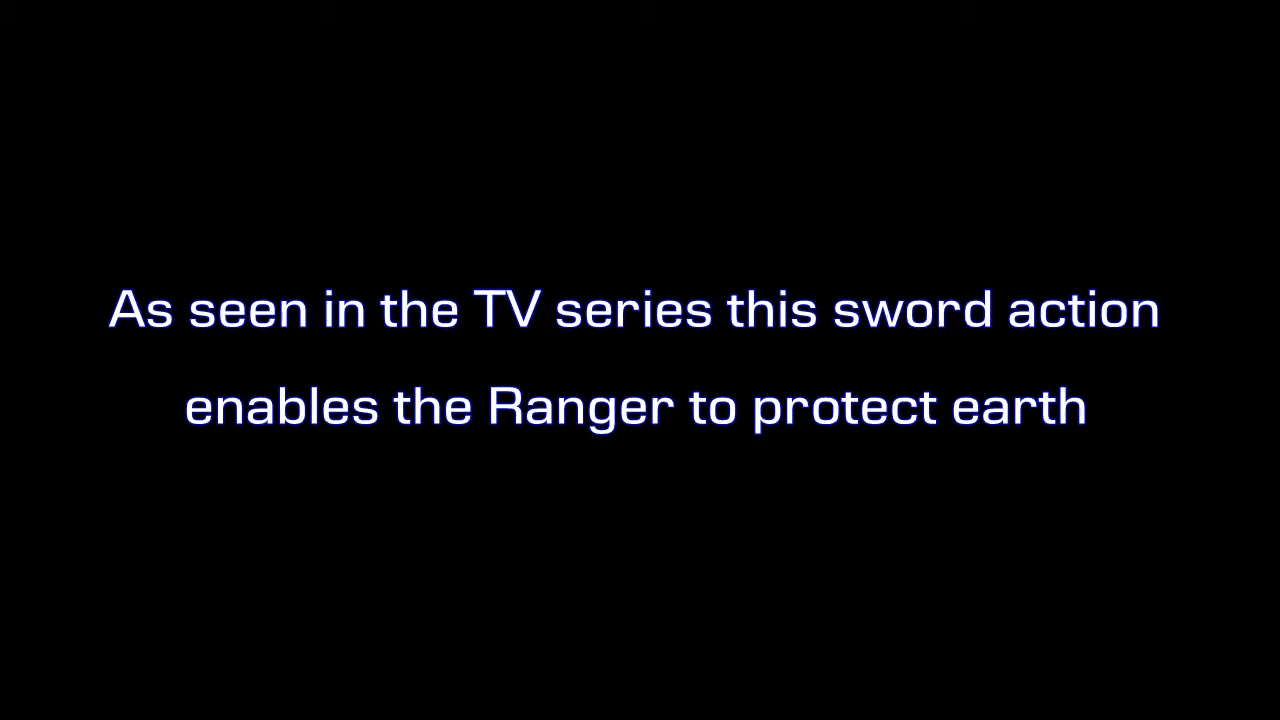 As seen in the TV series this sword action
enables the Ranger to protect earth